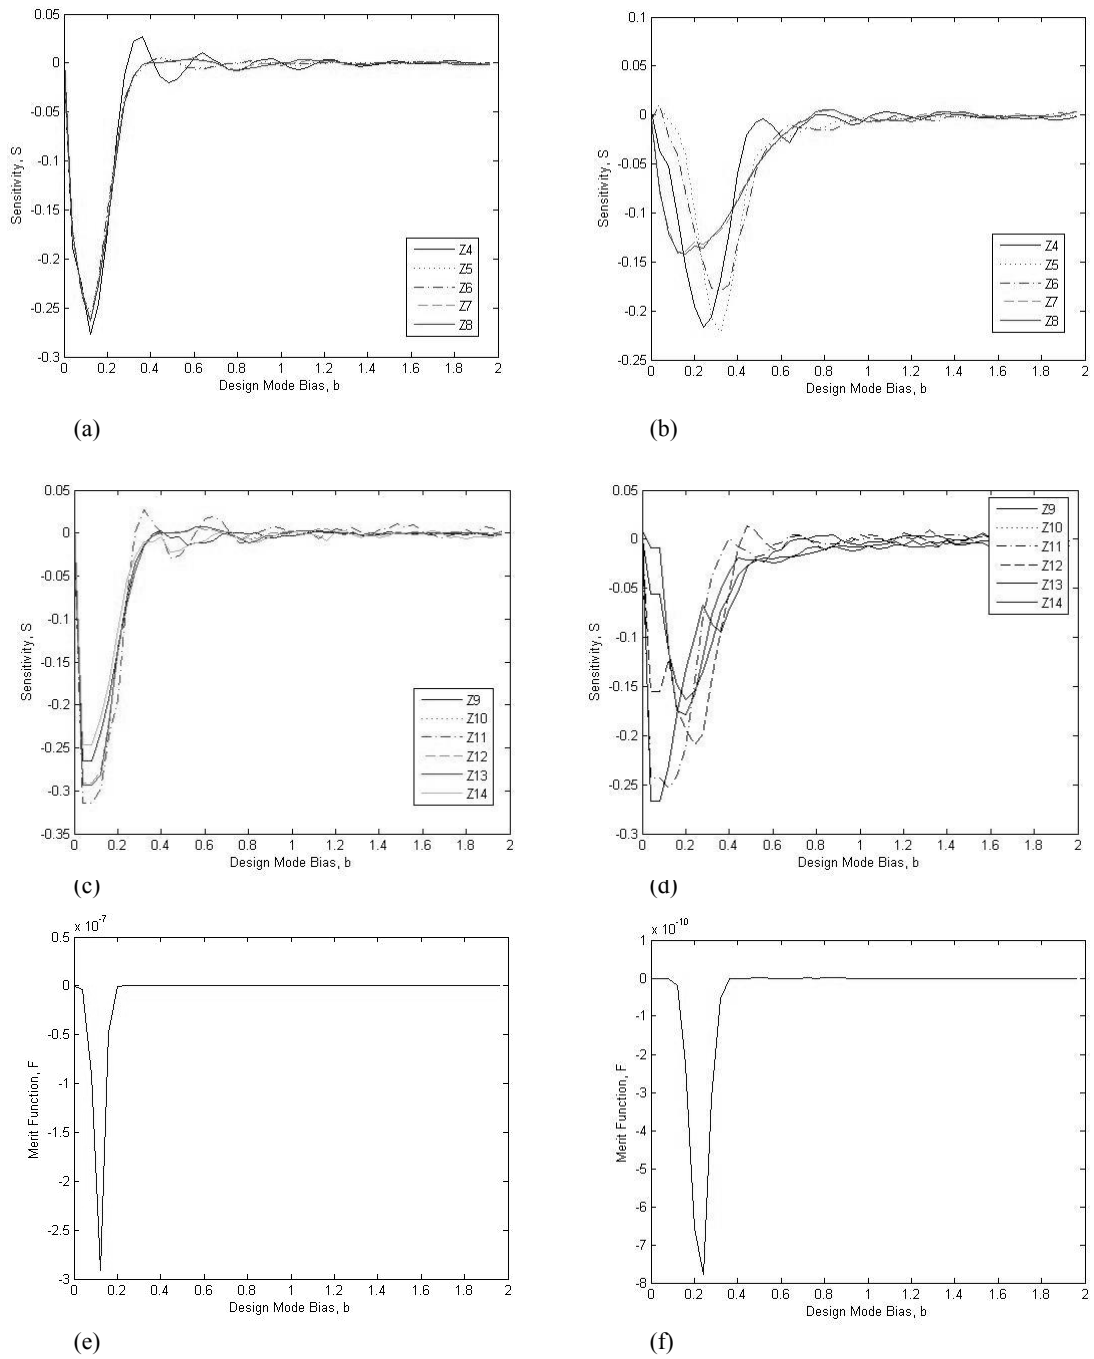 0.05
0
-0.05
-0.1
-0.15
-0.2
-0.25
-0.3
Sensitivity, S
Z4
Z5
Z6
Z7
Z8
0 0.2 0.4 0.6 0.8 1 1.2 1.4 1.6 1.8 2
Design Mode Bias, b
(a)
0.1
0.05
0
-0.05
-0.1
-0.15
-0.2
-0.25
Sensitivity, S
Z4
Z5
Z6
Z7
Z8
0 0.2 0.4 0.6 0.8 1 1.2 1.4 1.6 1.8 2
Design Mode Bias, b
(b)
0.05
0
-0.05
-0.1
-0.15
-0.2
-0.25
-0.3
-0.35
Sensitivity, S
Z9
Z10
Z11
Z12
Z13
Z14
0 0.2 0.4 0.6 0.8 1 1.2 1.4 1.6 1.8 2
Design Mode Bias, b
(c)
0.05
0
-0.05
-0.1
-0.15
-0.2
-0.25
-0.3
Sensitivity, S
Z9
Z10
Z11
Z12
Z13
Z14
0 0.2 0.4 0.6 0.8 1 1.2 1.4 1.6 1.8 2
Design Mode Bias, b
(d)
x 10-7
0.5
0
-0.5
-1
-1.5
-2
-2.5
-3
Merit Function, F
0 0.2 0.4 0.6 0.8 1 1.2 1.4 1.6 1.8 2
Design Mode Bias, b
(e)
x 10-10
1
0
-1
-2
-3
-4
-5
-6
-7
-8
Merit Function, F
0 0.2 0.4 0.6 0.8 1 1.2 1.4 1.6 1.8 2
Design Mode Bias, b
(f)